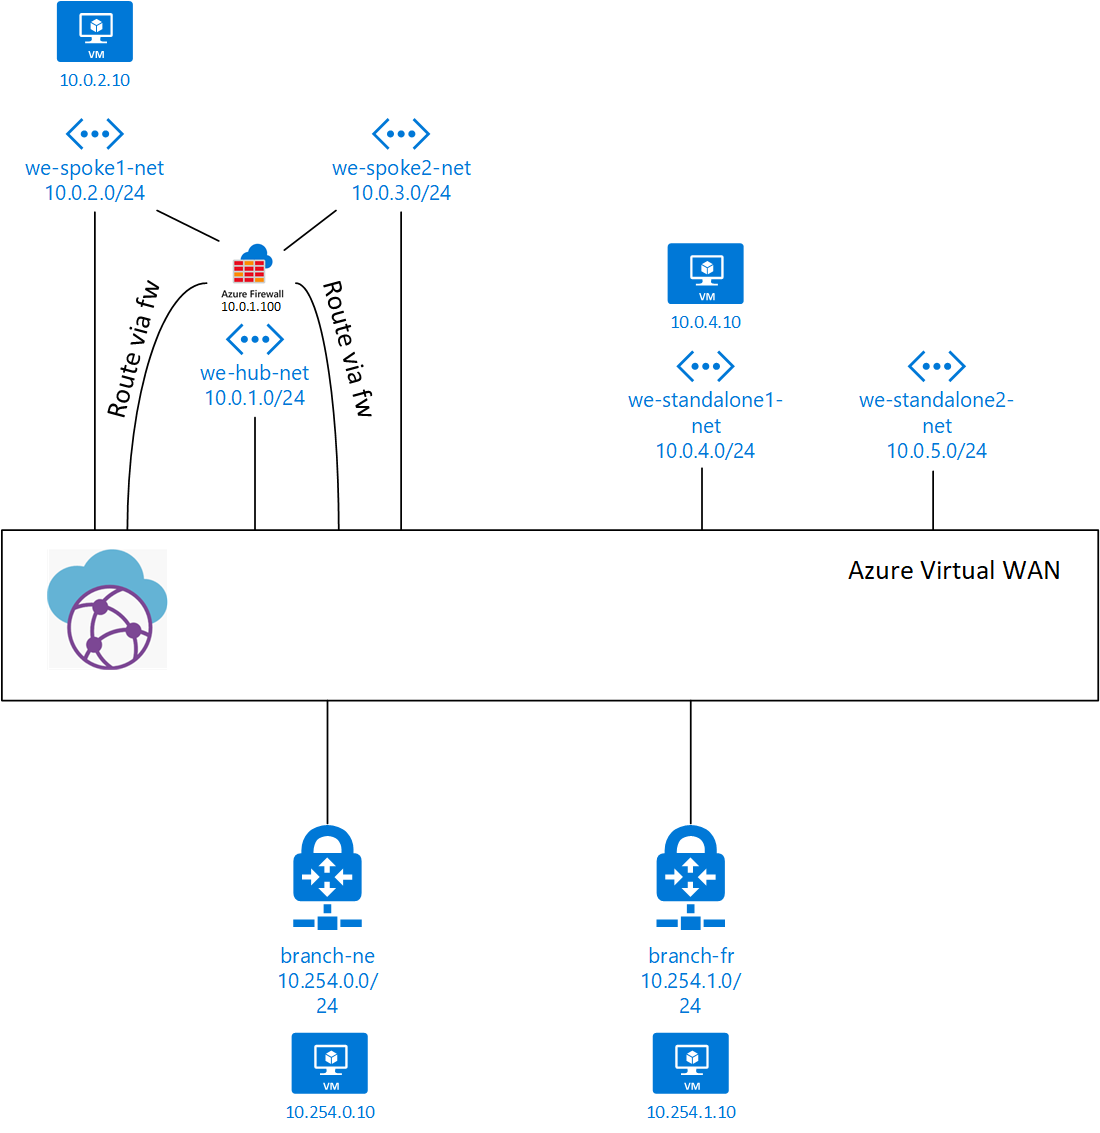 VM
10.0.2.10
we-spoke1-net
10.0.2.0/24
we-spoke2-net
10.0.3.0/24
Azure Firewall
10.0.1.100
Route via fw
Route via fw
we-hub-net
10.0.1.0/24
VM
10.0.4.10
we-standalone1-
net
10.0.4.0/24
we-standalone2-
net
10.0.5.0/24
Azure Virtual WAN
branch-ne
10.254.0.0/
24
VM
10.254.0.10
branch-fr
10.254.1.0/
24
VM
10.254.1.10